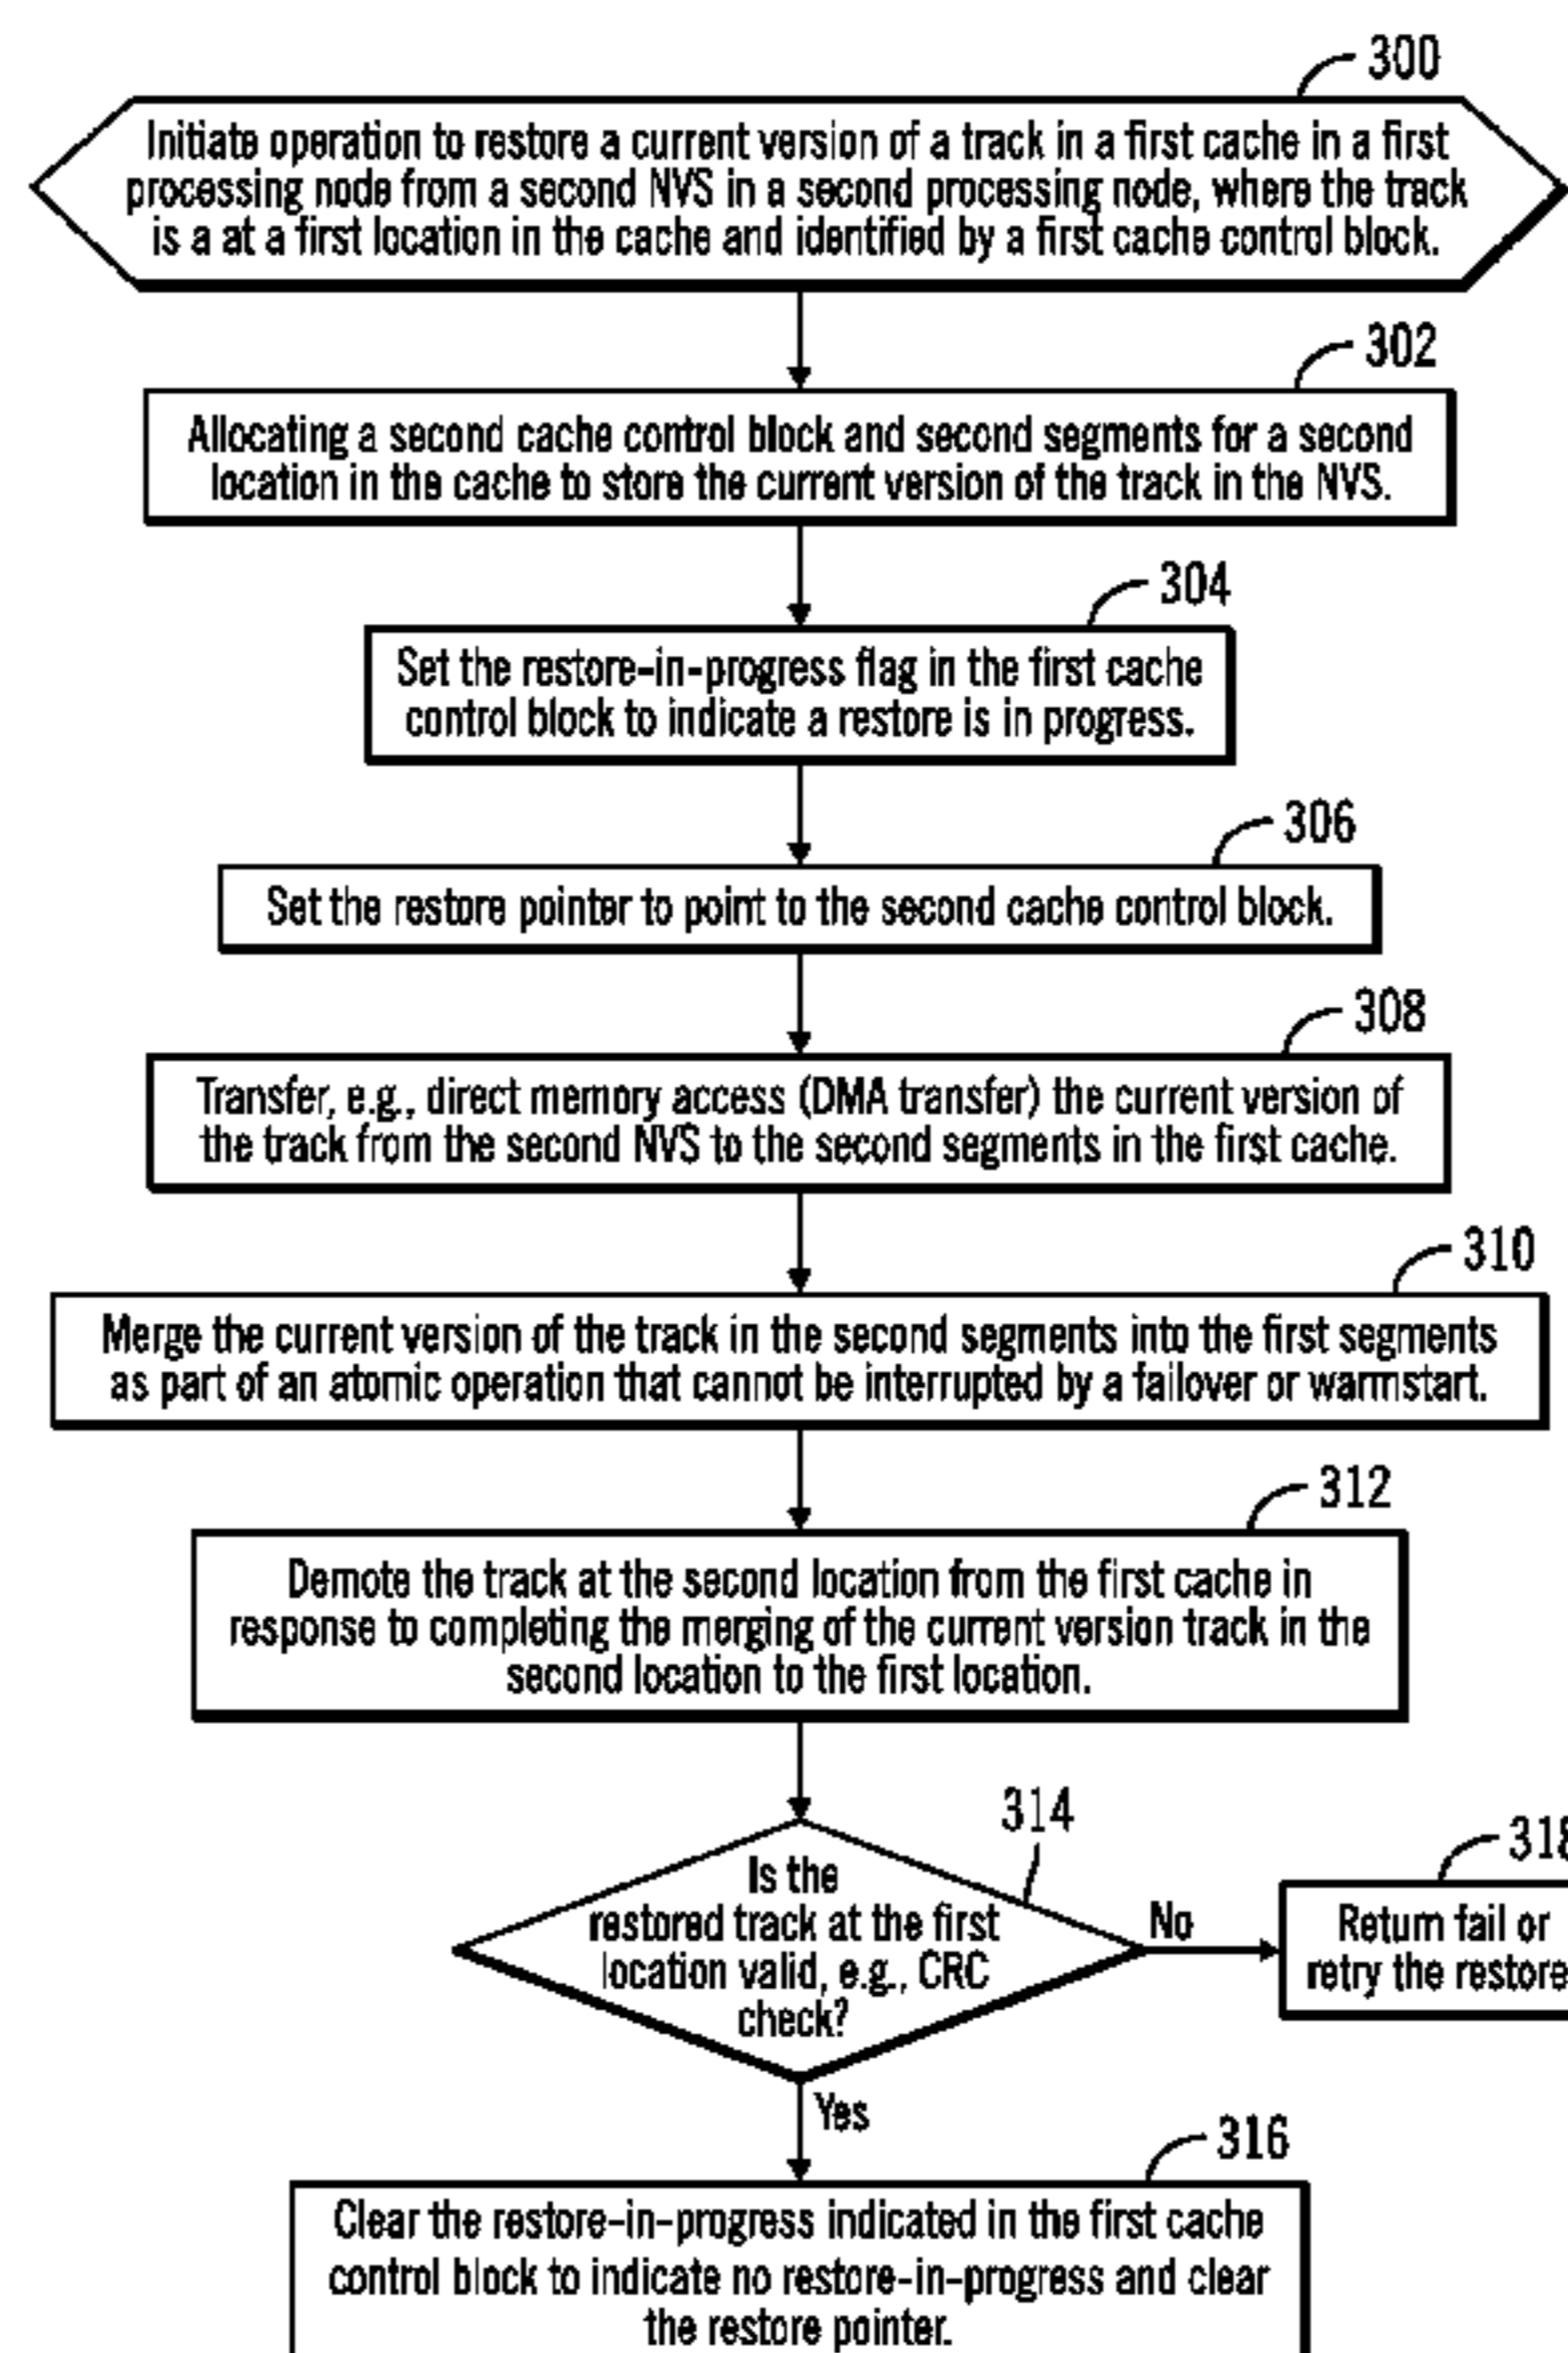 300
Initiate operation to restore a current version of a track in a first cache in a first
processing node from a second NVS in a second processing node, where the track
is a at a first location in the cache and identified by a first cache control block.
302
Allocating a second cache control block and second segments for a second
location in the cache to store the current version of the track in the NVS.
304
Set the restore-in-progress flag in the first cache
control block to indicate a restore is in progress.
306
Set the restore pointer to point to the second cache control block.
308
Transfer, e.g., direct memory access (DMA transfer) the current version of
the track from the second NVS to the second segments in the first cache.
310
Merge the current version of the track in the second segments into the first segments
as part of an atomic operation that cannot be interrupted by a failover or warmstart.
312
Demote the track at the second location from the first cache in
response to completing the merging of the current version track in the
second location to the first location.
314
Is the
restored track at the first
location valid, e.g., CRC
check?
No
318
Return fail or
retry the restore
Yes
316
Clear the restore-in-progress indicated in the first cache
control block to indicate no restore-in-progress and clear
the restore pointer.